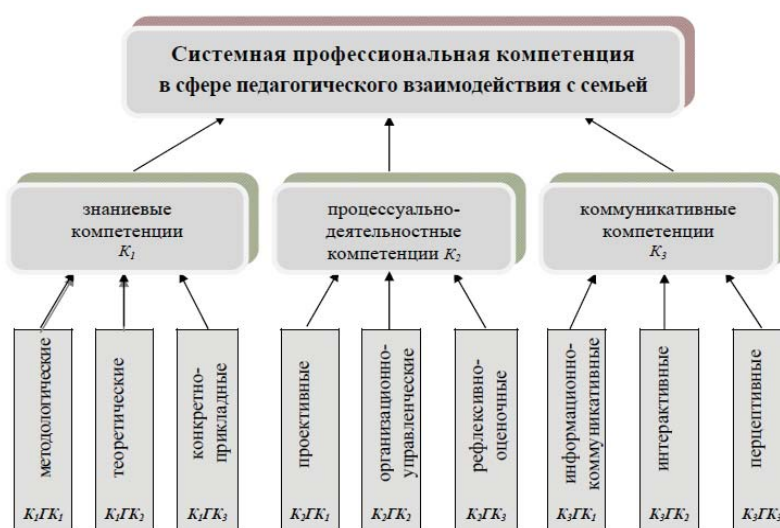 Системная профессиональная компетенция
в сфере педагогического взаимодействия с семьей
знаниевые
компетенции
K₁
процессуально-
деятельностные
компетенции K₂
коммуникативные
компетенции
K₃
методологические
K₁ГK₁
теоретические
K₁ГK₂
конкретно-
прикладные
K₁ГK₃
проективные
K₂ГK₁
организационно-
управленческие
K₂ГK₂
рефлексивно-
оценочные
K₂ГK₃
информационно-
коммуникативные
K₃ГK₁
интерактивные
K₃ГK₂
перцептивные
K₃ГK₃